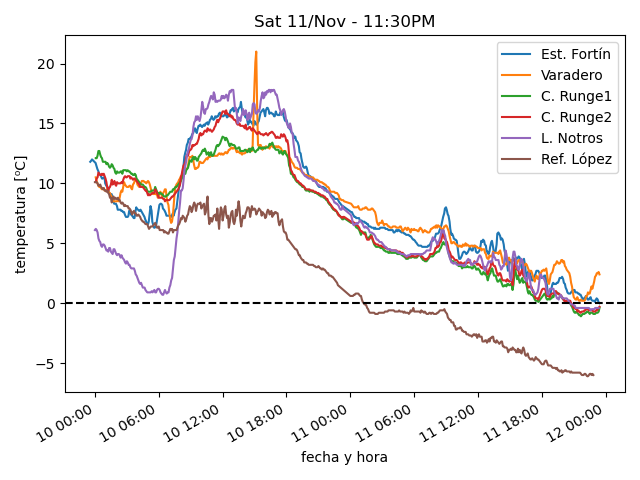 Sat 11/Nov - 11:30PM
temperatura [ºC]
20
15
10
5
0
−5
Est. Fortín
Varadero
C. Runge1
C. Runge2
L. Notros
Ref. López
10 00:00
10 06:00
10 12:00
10 18:00
11 00:00
11 06:00
11 12:00
11 18:00
12 00:00
fecha y hora